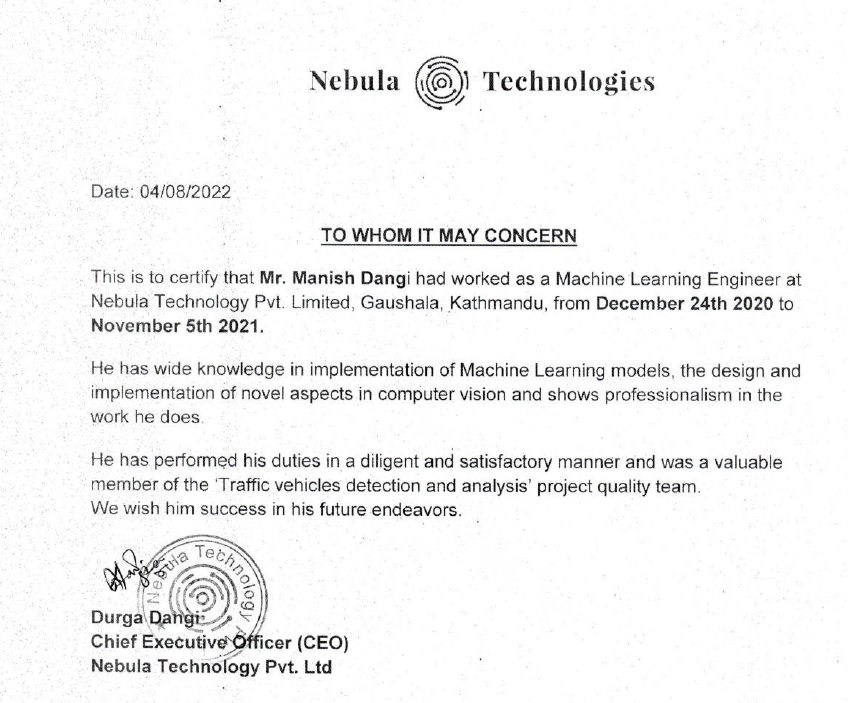 Nebula Technologies
Date: 04/08/2022
TO WHOM IT MAY CONCERN
This is to certify that Mr. Manish Dangi had worked as a Machine Learning Engineer at
Nebula Technology Pvt. Limited, Gaushala, Kathmandu, from December 24th 2020 to
November 5th 2021.
He has wide knowledge in implementation of Machine Learning models, the design and
implementation of novel aspects in computer vision and shows professionalism in the
work he does.
He has performed his duties in a diligent and satisfactory manner and was a valuable
member of the 'Traffic vehicles detection and analysis' project quality team.
We wish him success in his future endeavors.
Nebula Technology
Durga Dangi
Chief Executive Officer (CEO)
Nebula Technology Pvt. Ltd